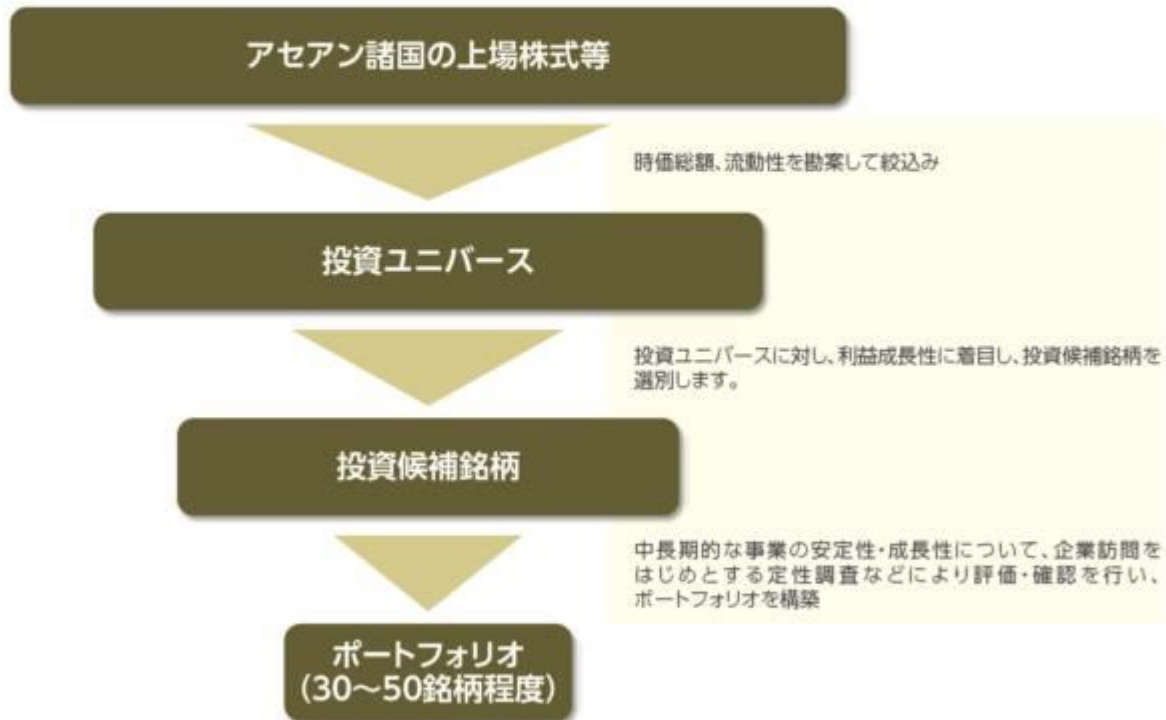 アセアン諸国の上場株式等
時価総額、流動性を勘案して絞込み
投資ユニバース
投資ユニバースに対し、利益成長性に着目し、投資候補銘柄を
選別します。
投資候補銘柄
中長期的な事業の安定性・成長性について、企業訪問を
はじめとする定性調査などにより評価・確認を行い、
ポートフォリオを構築
ポートフォリオ
(30～50銘柄程度)